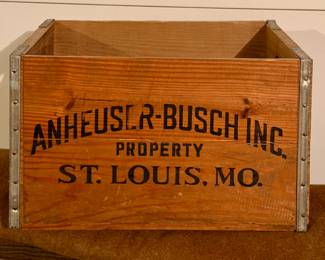 ANHEUSER-BUSCH INC.
PROPERTY
ST. LOUIS, MO.